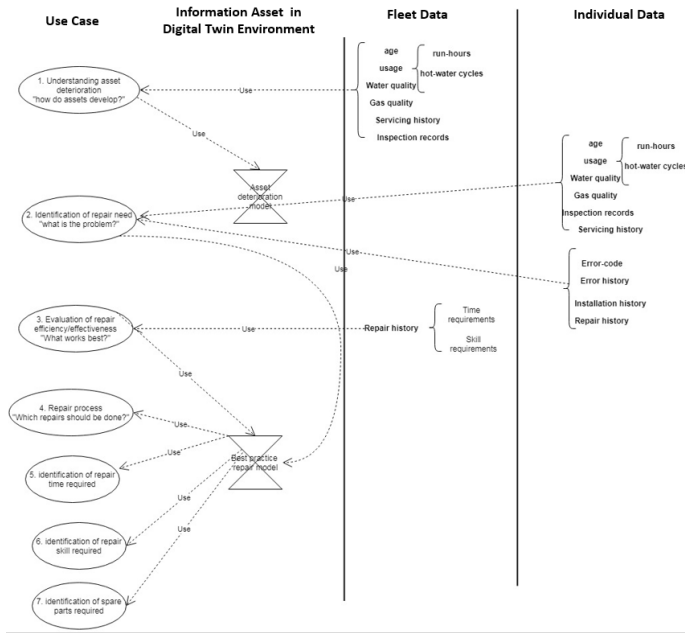 Use Case
Information Asset in
Digital Twin Environment
Fleet Data
Individual Data
1. Understanding asset
deterioration
"how do assets develop?"
Use
age
usage
Water quality
run-hours
hot-water cycles
Gas quality
Servicing history
Inspection records
Use
Asset
deterioration
model
age
usage
Water quality
run-hours
hot-water cycles
Gas quality
Inspection records
Servicing history
2. Identification of repair need
"what is the problem?"
Use
Use
Use
Error-code
Error history
Installation history
Repair history
3. Evaluation of repair
efficiency/effectiveness
"What works best?"
Use
Repair history
Time
requirements
Skill
requirements
Use
4. Repair process
"Which repairs should be done?"
Use
Best practice
repair model
5. identification of repair
time required
Use
6. identification of repair
skill required
Use
7. identification of spare
parts required
Use